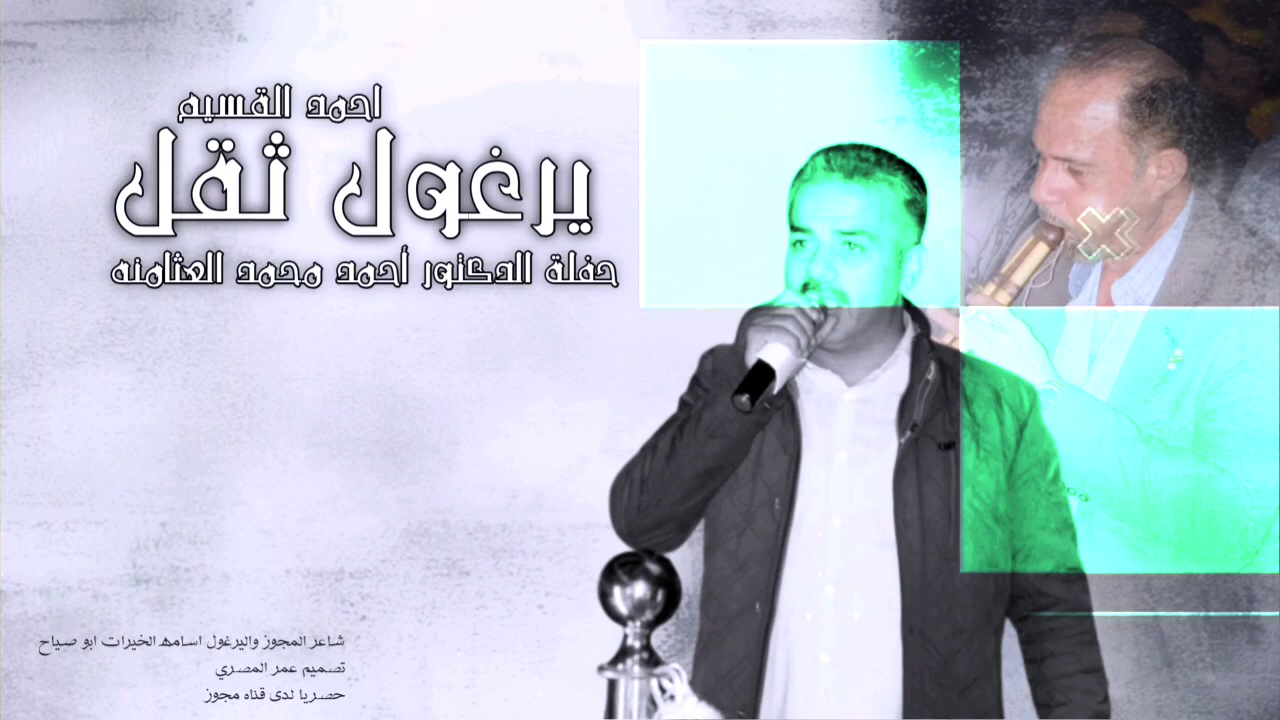 احمد القسيم
يرغول ثقل
حفلة الدكتور أحمد محمد العثامنه
شاعر المجوز واليرغول اسامه الخيرات ابو صياح
تصميم عمر المصري
حصريا لدى قناه مجوز